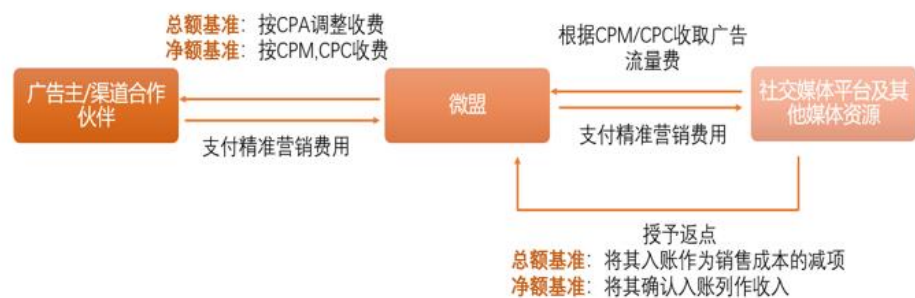 总额基准：按CPA调整收费
净额基准：按CPM,CPC收费
根据CPM/CPC收取广告
流量费
广告主/渠道合作
伙伴
微盟
社交媒体平台及其
他媒体资源
支付精准营销费用
支付精准营销费用
授予返点
总额基准：将其入账作为销售成本的减项
净额基准：将其确认入账列作收入